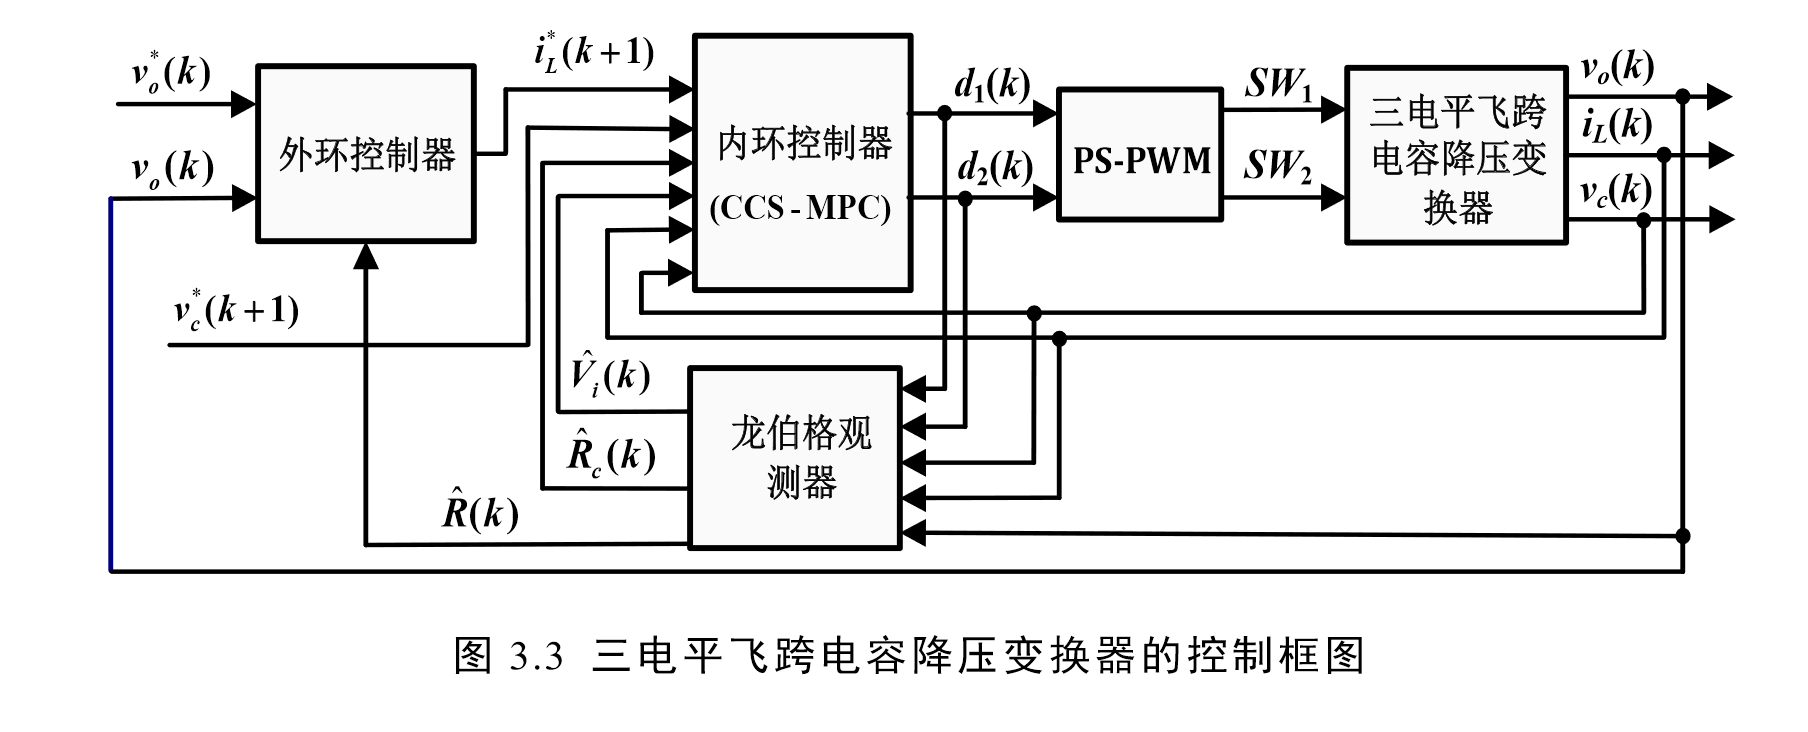 v_o^*(k)
v_o(k)
外环控制器
i_L^*(k+1)
v_c^*(k+1)
内环控制器
(CCS-MPC)
d_1(k)
d_2(k)
PS-PWM
SW_1
SW_2
三电平飞跨
电容降压变
换器
v_o(k)
i_L(k)
v_c(k)
V̂_i(k)
R̂_c(k)
R̂(k)
龙伯格观
测器
图 3.3 三电平飞跨电容降压变换器的控制框图